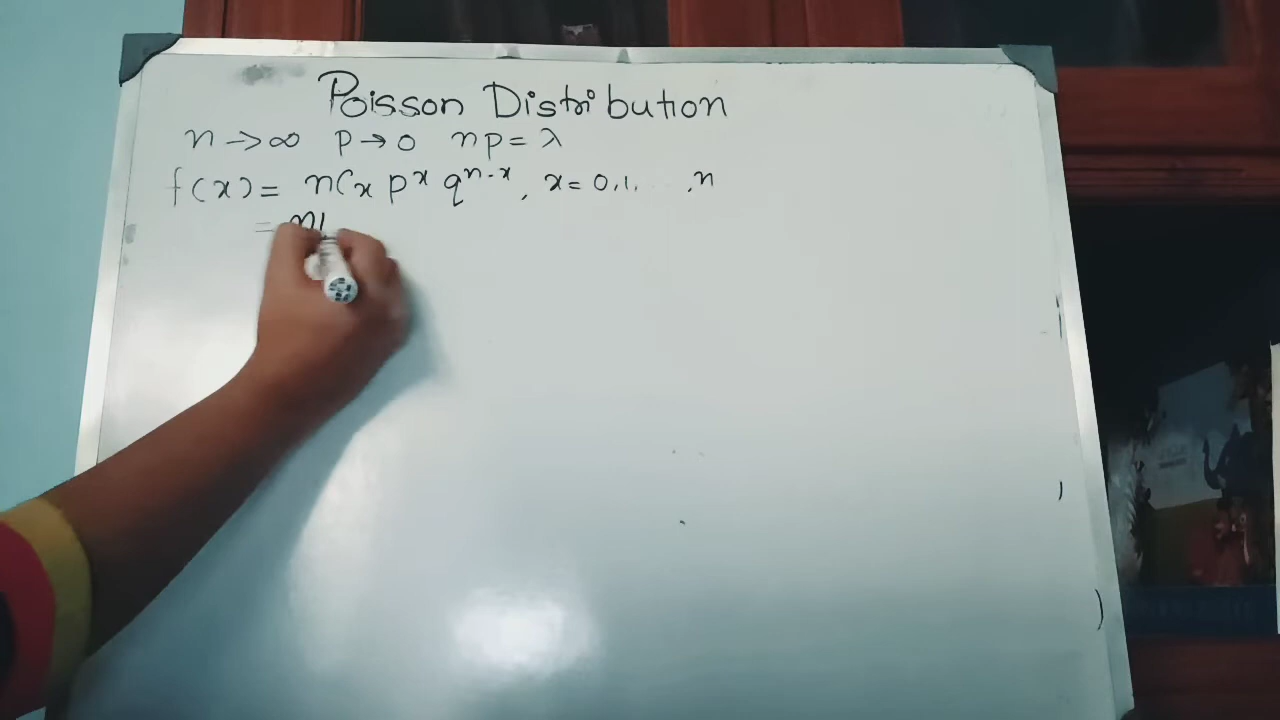 Poisson Distribution
n → ∞ p → 0 np = λ
f(x) = nCx p^x q^n-x, x = 0,1. . . . ,n
= n!